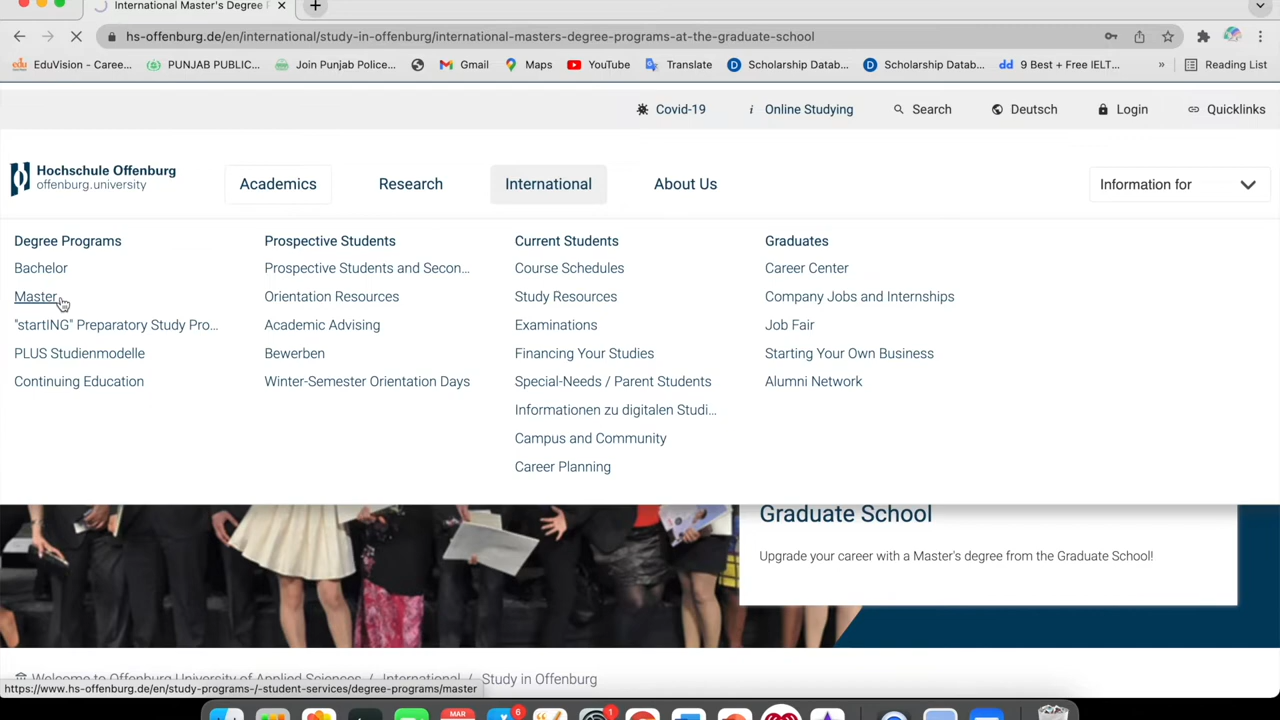 International Master's Degree P
hs-offenburg.de/en/international/study-in-offenburg/international-masters-degree-programs-at-the-graduate-school
EduVision - Caree... PUNJAB PUBLIC... Join Punjab Police... Gmail Maps YouTube Translate Scholarship Datab... Scholarship Datab... 9 Best + Free IELT... » Reading List
Covid-19 Online Studying Search Deutsch Login Quicklinks
Hochschule Offenburg
offenburg.university
Academics Research International About Us Information for
Degree Programs Prospective Students Current Students Graduates
Bachelor Prospective Students and Secon... Course Schedules Career Center
Master Orientation Resources Study Resources Company Jobs and Internships
"startING" Preparatory Study Pro... Academic Advising Examinations Job Fair
PLUS Studienmodelle Bewerben Financing Your Studies Starting Your Own Business
Continuing Education Winter-Semester Orientation Days Special-Needs / Parent Students Alumni Network
Informationen zu digitalen Studi...
Campus and Community
Career Planning
Graduate School
Upgrade your career with a Master's degree from the Graduate School!
Welcome to Offenburg University of Applied Sciences / International / Study in Offenburg
https://www.hs-offenburg.de/en/study-programs-/-student-services/degree-programs/master
MAR 6 1